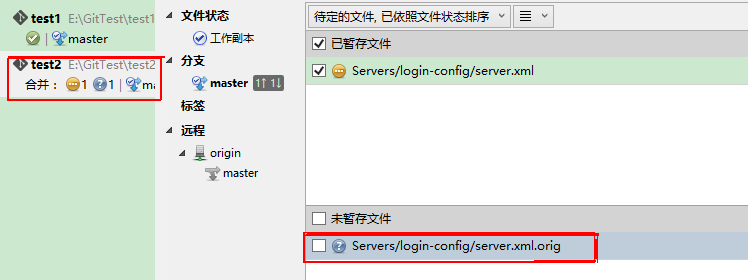 test1 E:\GitTest\test1
master
test2 E:\GitTest\test2
合并： 1 1 | ma
文件状态
工作副本
分支
master 1↑ 1↓
标签
远程
origin
master
待定的文件, 已依照文件状态排序
已暂存文件
Servers/login-config/server.xml
未暂存文件
Servers/login-config/server.xml.orig